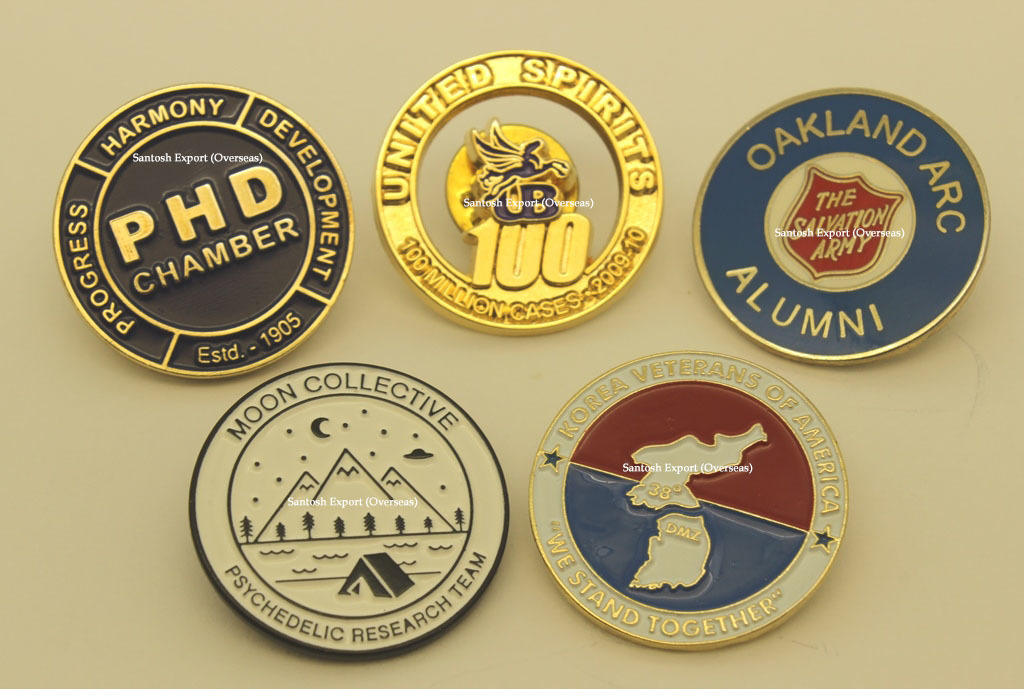 PROGRESS
HARMONY
DEVELOPMENT
Santosh Export (Overseas)
PHD
CHAMBER
Estd. - 1905
UNITED SPIRITS
Santosh Export (Overseas)
UB
100
100 MILLION CASES - 2009-10
OAKLAND ARC
THE
SALVATION
ARMY
Santosh Export (Overseas)
ALUMNI
MOON COLLECTIVE
Santosh Export (Overseas)
PSYCHEDELIC RESEARCH TEAM
KOREA VETERANS OF AMERICA
Santosh Export (Overseas)
38°
DMZ
"WE STAND TOGETHER"